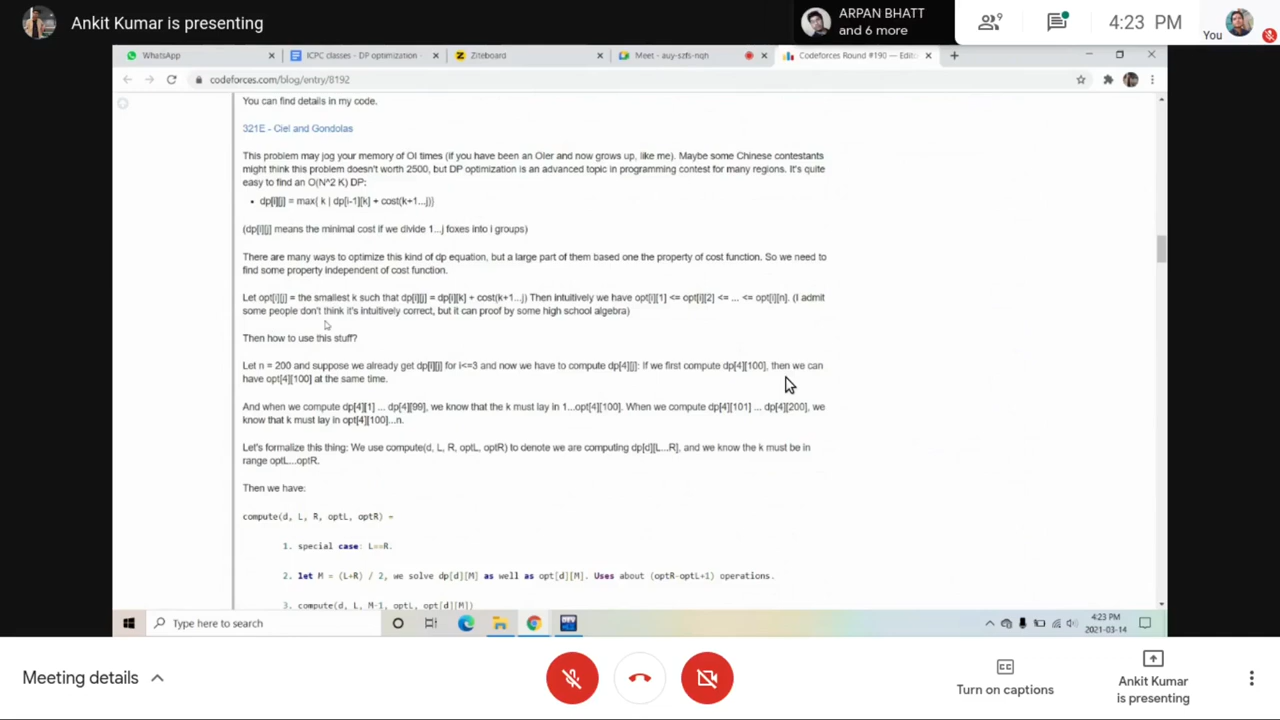 Ankit Kumar is presenting
ARPAN BHATT
and 6 more
9
4:23 PM
You
WhatsApp
ICPC classes - DP optimization -
Ziteboard
Meet - auy-szfs-nqh
Codeforces Round #190 — Edito
codeforces.com/blog/entry/8192
You can find details in my code.
321E - Ciel and Gondolas
This problem may jog your memory of OI times (if you have been an OIer and now grows up, like me). Maybe some Chinese contestants
might think this problem doesn't worth 2500, but DP optimization is an advanced topic in programming contest for many regions. It's quite
easy to find an O(N^2 K) DP:
• dp[i][j] = max{ k | dp[i-1][k] + cost(k+1...j)}
(dp[i][j] means the minimal cost if we divide 1...j foxes into i groups)
There are many ways to optimize this kind of dp equation, but a large part of them based one the property of cost function. So we need to
find some property independent of cost function.
Let opt[i][j] = the smallest k such that dp[i][j] = dp[i][k] + cost(k+1...j) Then intuitively we have opt[i][1] <= opt[i][2] <= ... <= opt[i][n]. (I admit
some people don't think it's intuitively correct, but it can proof by some high school algebra)
Then how to use this stuff?
Let n = 200 and suppose we already get dp[i][j] for i<=3 and now we have to compute dp[4][j]: If we first compute dp[4][100], then we can
have opt[4][100] at the same time.
And when we compute dp[4][1] ... dp[4][99], we know that the k must lay in 1...opt[4][100]. When we compute dp[4][101] ... dp[4][200], we
know that k must lay in opt[4][100]...n.
Let's formalize this thing: We use compute(d, L, R, optL, optR) to denote we are computing dp[d][L...R], and we know the k must be in
range optL...optR.
Then we have:
compute(d, L, R, optL, optR) =
1. special case: L==R.
2. let M = (L+R) / 2, we solve dp[d][M] as well as opt[d][M]. Uses about (optR-optL+1) operations.
3. compute(d, L, M-1, optL, opt[d][M])
Type here to search
DEV
4:23 PM
2021-03-14
Meeting details
Turn on captions
Ankit Kumar
is presenting